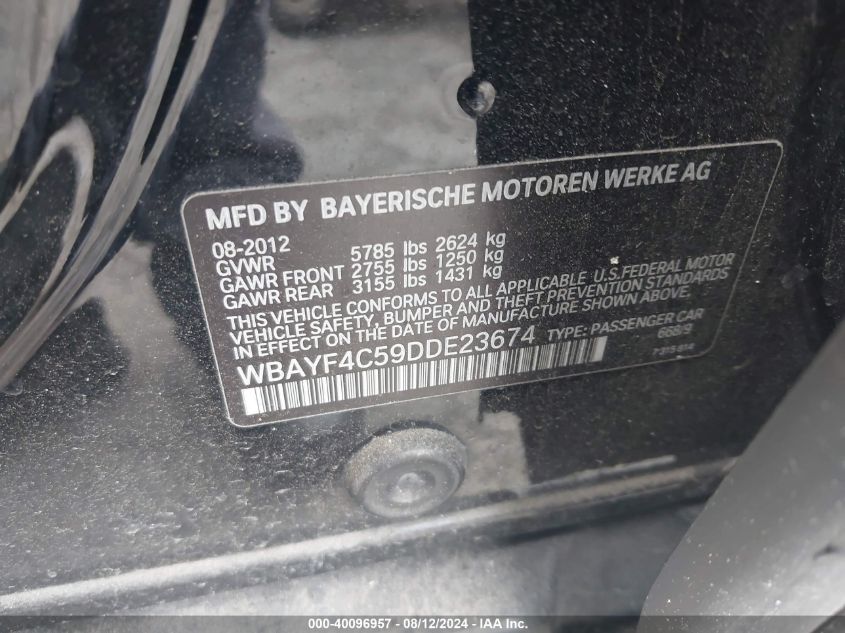 MFD BY BAYERISCHE MOTOREN WERKE AG
08-2012
GVWR 5785 lbs 2624 kg
GAWR FRONT 2755 lbs 1250 kg
GAWR REAR 3155 lbs 1431 kg
THIS VEHICLE CONFORMS TO ALL APPLICABLE U.S.FEDERAL MOTOR
VEHICLE SAFETY, BUMPER AND THEFT PREVENTION STANDARDS
IN EFFECT ON THE DATE OF MANUFACTURE SHOWN ABOVE.
WBAYF4C59DDE23674 TYPE: PASSENGER CAR
668/9
000-40096957 - 08/12/2024 - IAA Inc.